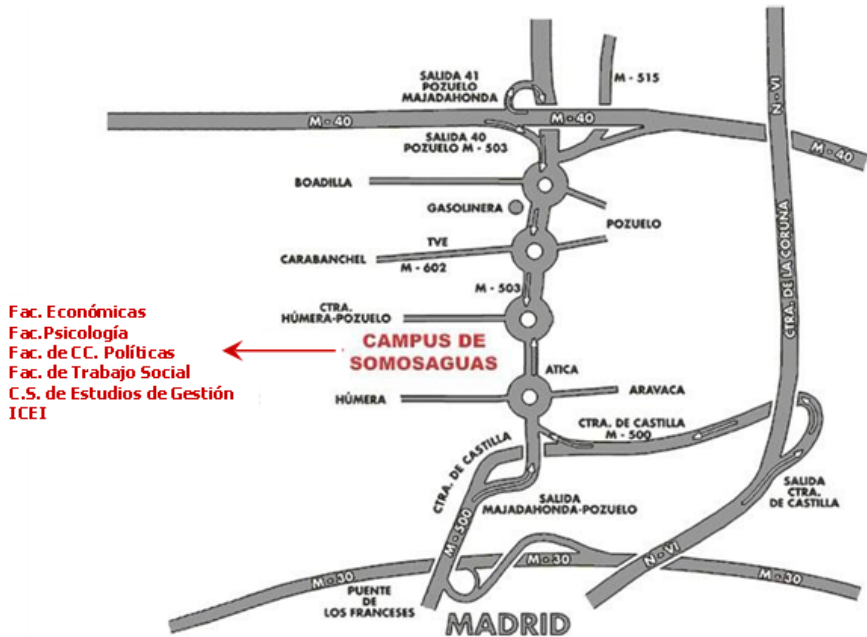 SALIDA 41
POZUELO
MAJADAHONDA
M - 515
N - VI
M - 40
M - 40
SALIDA 40
POZUELO M - 503
M - 40
BOADILLA
GASOLINERA
POZUELO
TVE
CARABANCHEL
M - 602
CTRA. DE LA CORUÑA
M - 503
CTRA.
HÚMERA-POZUELO
Fac. Económicas
Fac.Psicología
Fac. de CC. Políticas
Fac. de Trabajo Social
C.S. de Estudios de Gestión
ICEI
CAMPUS DE
SOMOSAGUAS
ATICA
HÚMERA
ARAVACA
CTRA. DE CASTILLA
M - 500
CTRA. DE CASTILLA
SALIDA
MAJADAHONDA-POZUELO
SALIDA
CTRA.
DE CASTILLA
M - 500
M - 30
M - 30
N - VI
M - 30
PUENTE
DE
LOS FRANCESES
MADRID